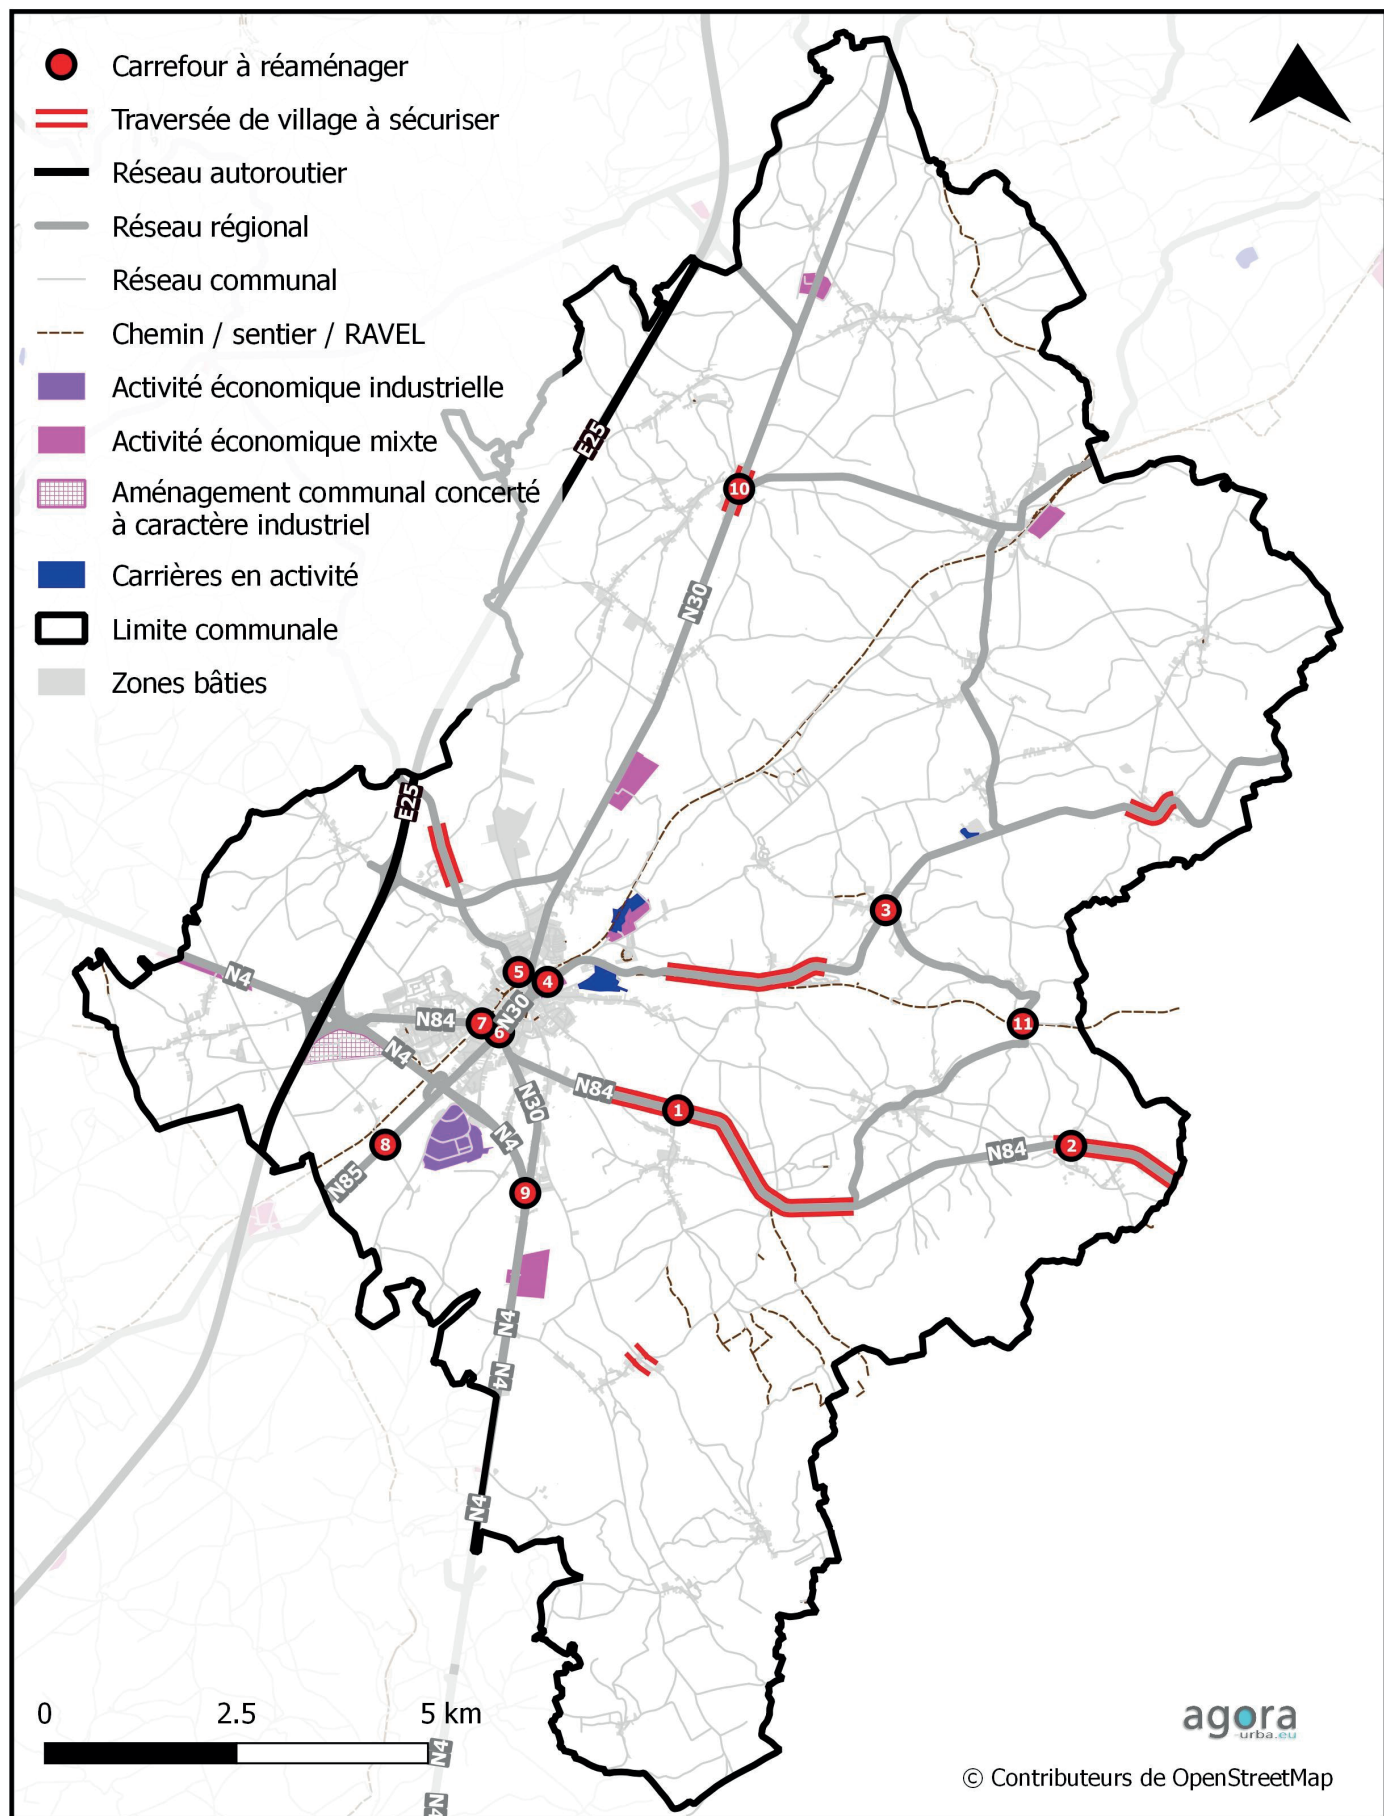 Carrefour à réaménager
Traversée de village à sécuriser
Réseau autoroutier
Réseau régional
Réseau communal
Chemin / sentier / RAVEL
Activité économique industrielle
Activité économique mixte
Aménagement communal concerté
à caractère industriel
Carrières en activité
Limite communale
Zones bâties
E25
10
N30
E25
3
N4
5
4
N30
7
6
N84
11
N4
N84
N30
1
N4
8
2
N84
N85
9
N4
N4
N4
0 2.5 5 km
N4
N4
agora
urba.eu
© Contributeurs de OpenStreetMap